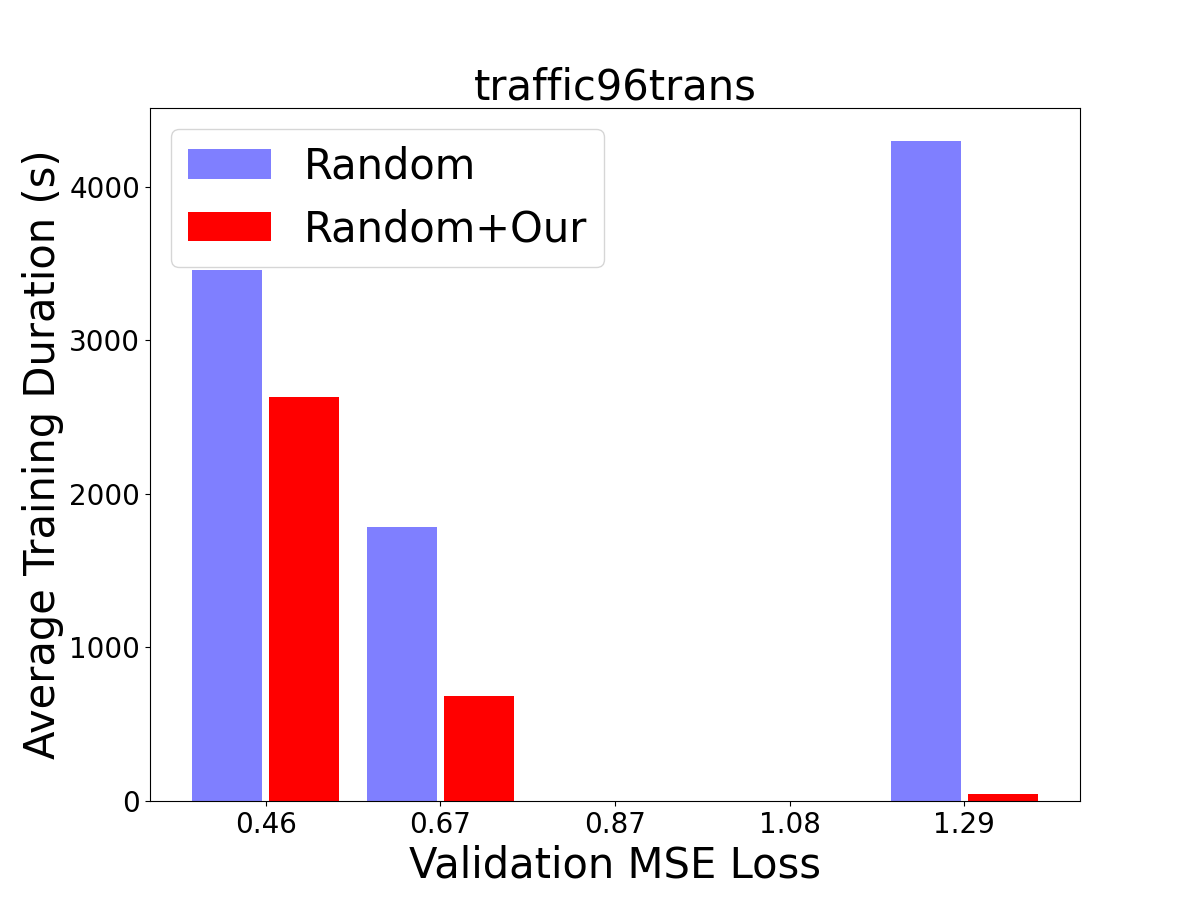 traffic96trans
Random
Random+Our
Average Training Duration (s)
4000
3000
2000
1000
0
0.46 0.67 0.87 1.08 1.29
Validation MSE Loss